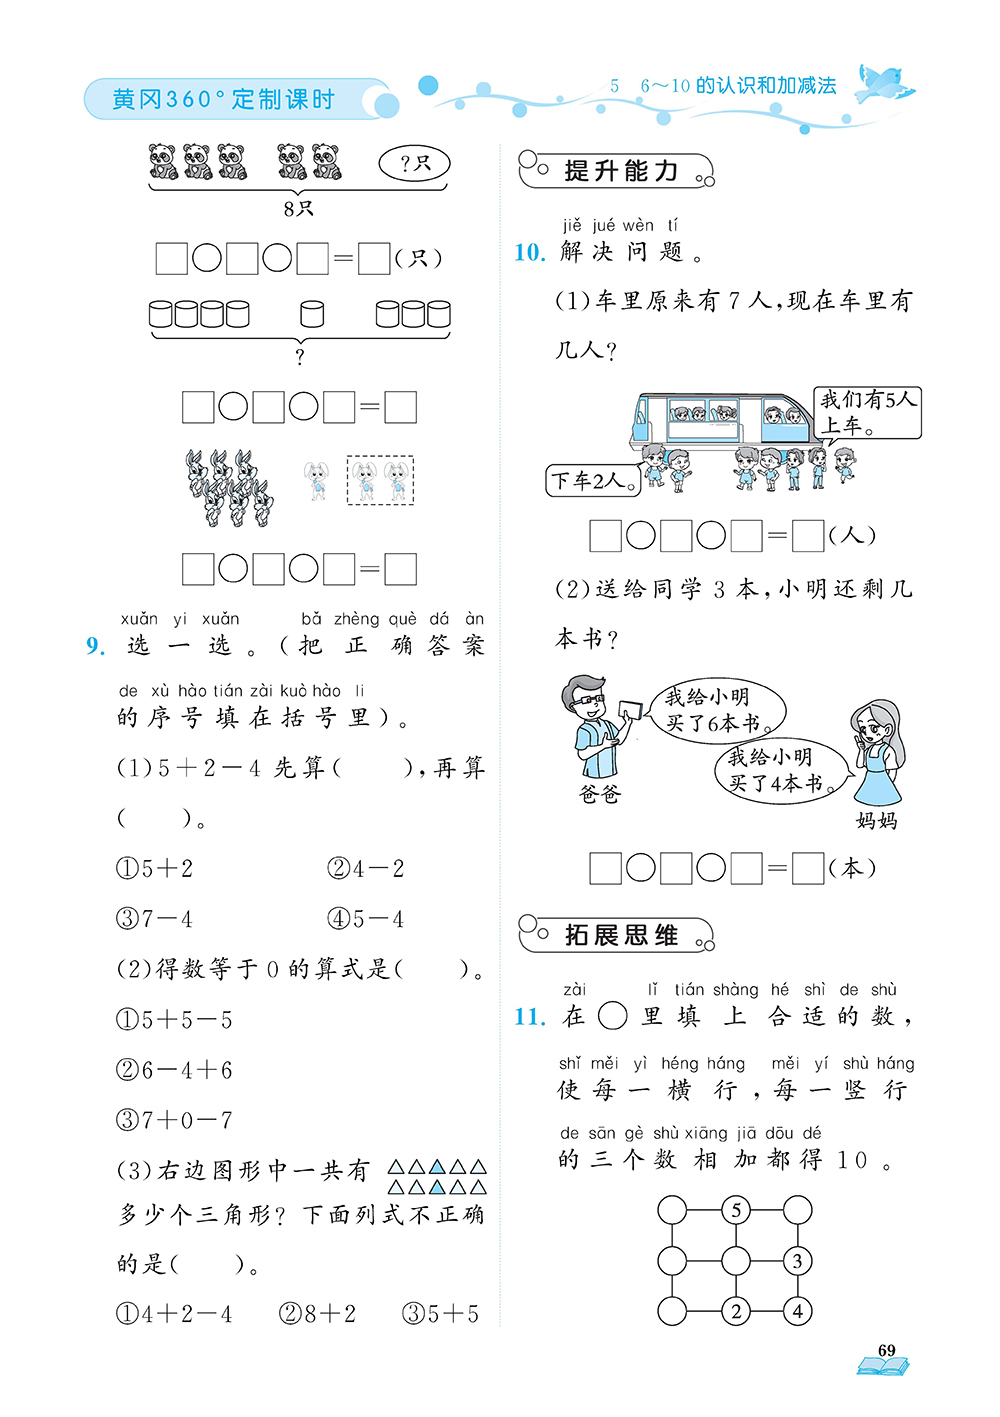 黄冈360°定制课时
5 6～10的认识和加减法
?只
8只
□○□○□=□(只)
?
□○□○□=□
□○□○□=□
xuǎn yi xuǎn bǎ zhèng què dá àn
9. 选一选。(把正确答案
de xù hào tián zài kuò hào li
的序号填在括号里)。
(1)5+2-4先算( ),再算
( )。
①5+2 ②4-2
③7-4 ④5-4
(2)得数等于0的算式是( )。
①5+5-5
②6-4+6
③7+0-7
(3)右边图形中一共有
多少个三角形?下面列式不正确
的是( )。
①4+2-4 ②8+2 ③5+5
提升能力
jiě jué wèn tí
10. 解决问题。
(1)车里原来有7人,现在车里有
几人?
我们有5人
上车。
下车2人。
□○□○□=□(人)
(2)送给同学3本,小明还剩几
本书?
我给小明
买了6本书。
我给小明
买了4本书。
爸爸
妈妈
□○□○□=□(本)
拓展思维
zài lǐ tián shàng hé shì de shù
11. 在○里填上合适的数,
shǐ měi yì héng háng měi yí shù háng
使每一横行,每一竖行
de sān gè shù xiāng jiā dōu dé
的三个数相加都得10。
5
3
2 4
69